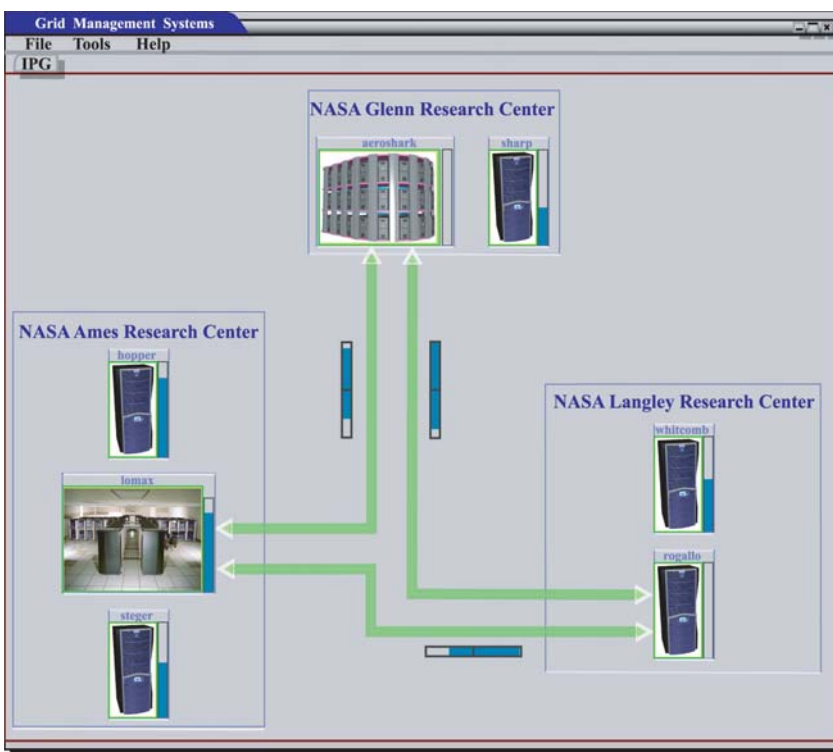 Grid Management Systems
File Tools Help
IPG
NASA Glenn Research Center
aeroshark sharp
NASA Ames Research Center
hopper
lomax
steger
NASA Langley Research Center
whitcomb
rogallo